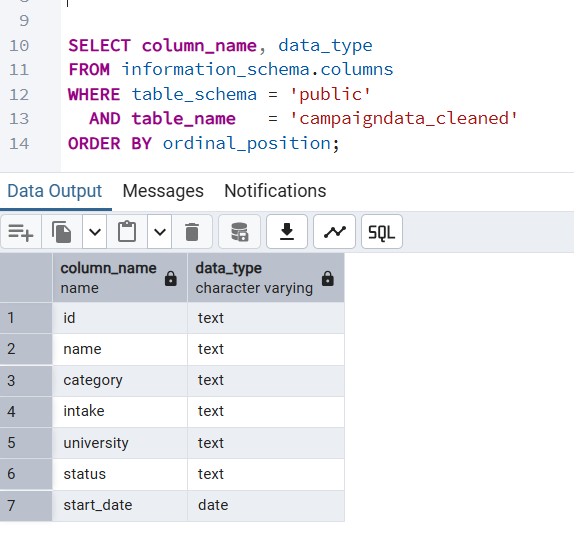 9
10 SELECT column_name, data_type
11 FROM information_schema.columns
12 WHERE table_schema = 'public'
13 AND table_name = 'campaigndata_cleaned'
14 ORDER BY ordinal_position;
Data Output Messages Notifications
SQL
column_name data_type
name character varying
1 id text
2 name text
3 category text
4 intake text
5 university text
6 status text
7 start_date date